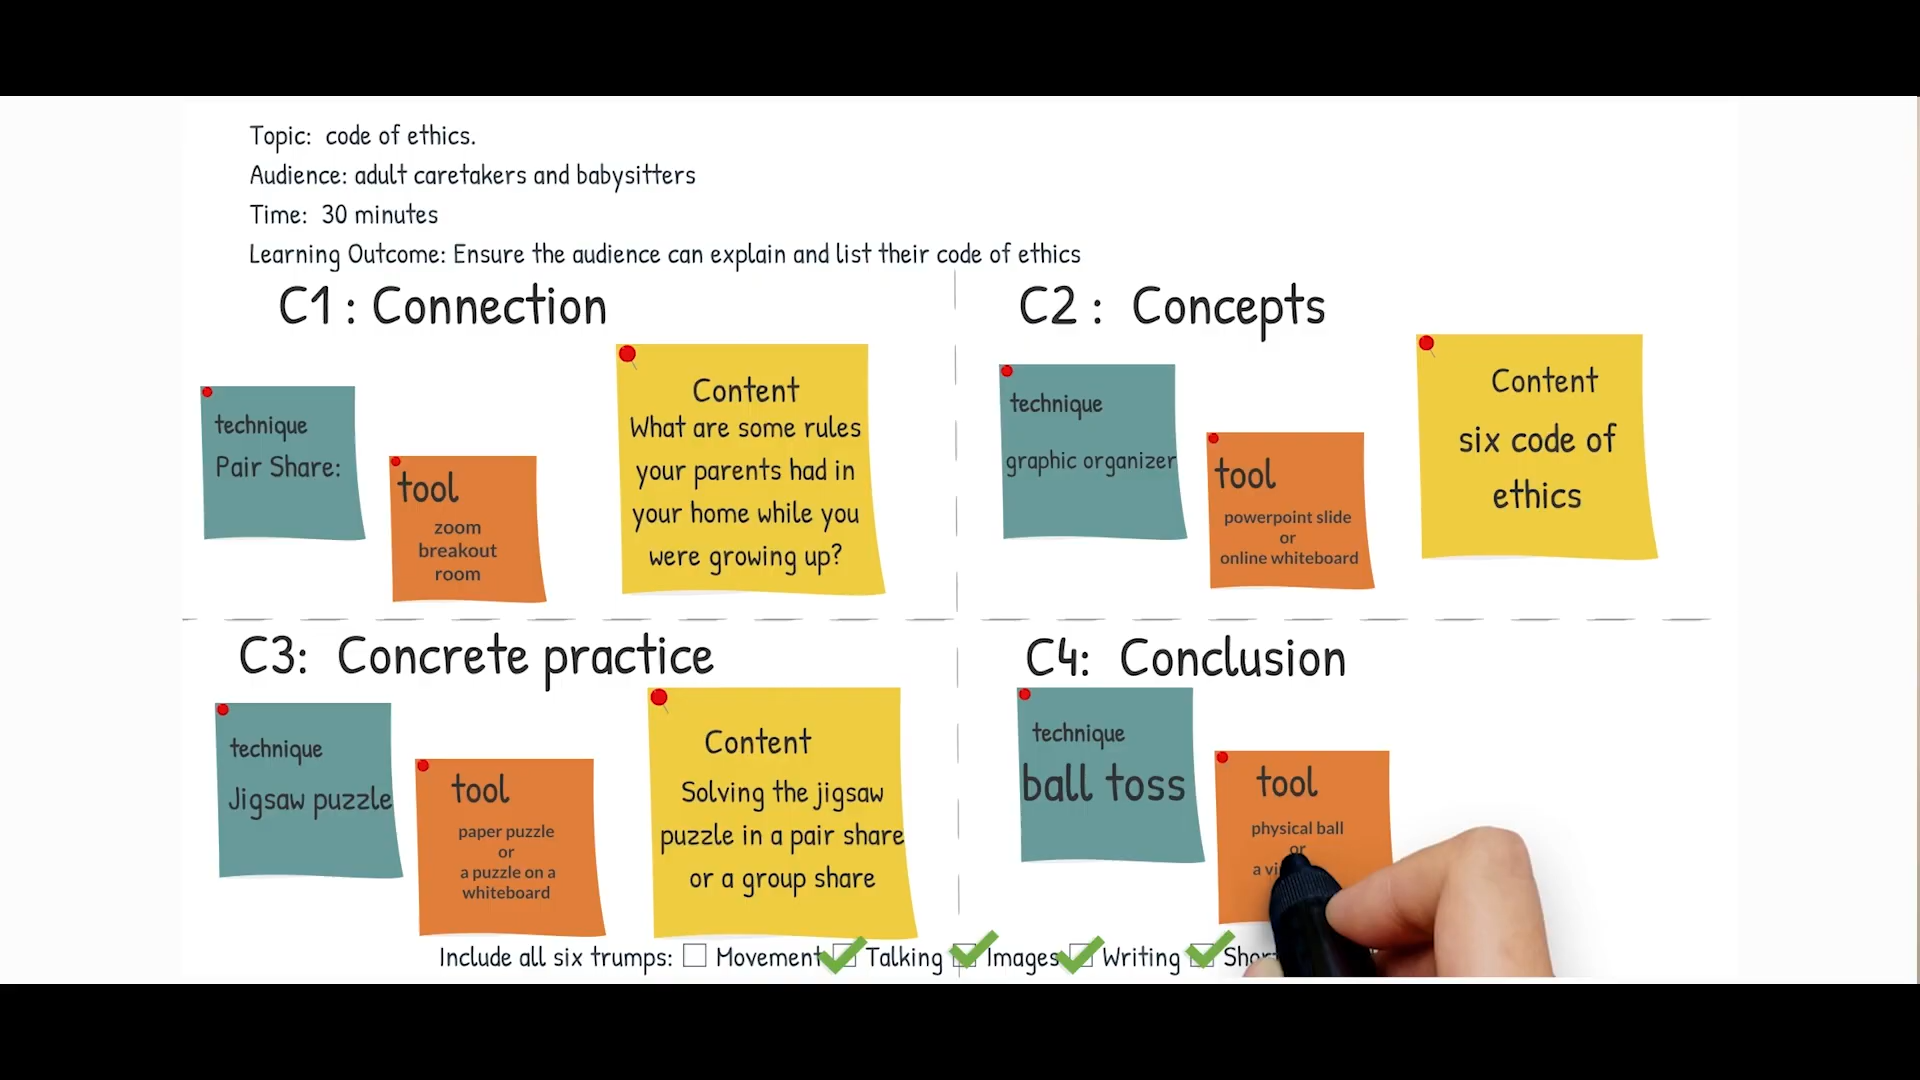 Topic: code of ethics.
Audience: adult caretakers and babysitters
Time: 30 minutes
Learning Outcome: Ensure the audience can explain and list their code of ethics
C1 : Connection
technique
Pair Share:
tool
zoom
breakout
room
Content
What are some rules
your parents had in
your home while you
were growing up?
C2 : Concepts
technique
graphic organizer
tool
powerpoint slide
or
online whiteboard
Content
six code of
ethics
C3: Concrete practice
technique
Jigsaw puzzle
tool
paper puzzle
or
a puzzle on a
whiteboard
Content
Solving the jigsaw
puzzle in a pair share
or a group share
C4: Conclusion
technique
ball toss
tool
physical ball
or
a
Include all six trumps: Movement Talking Images Writing